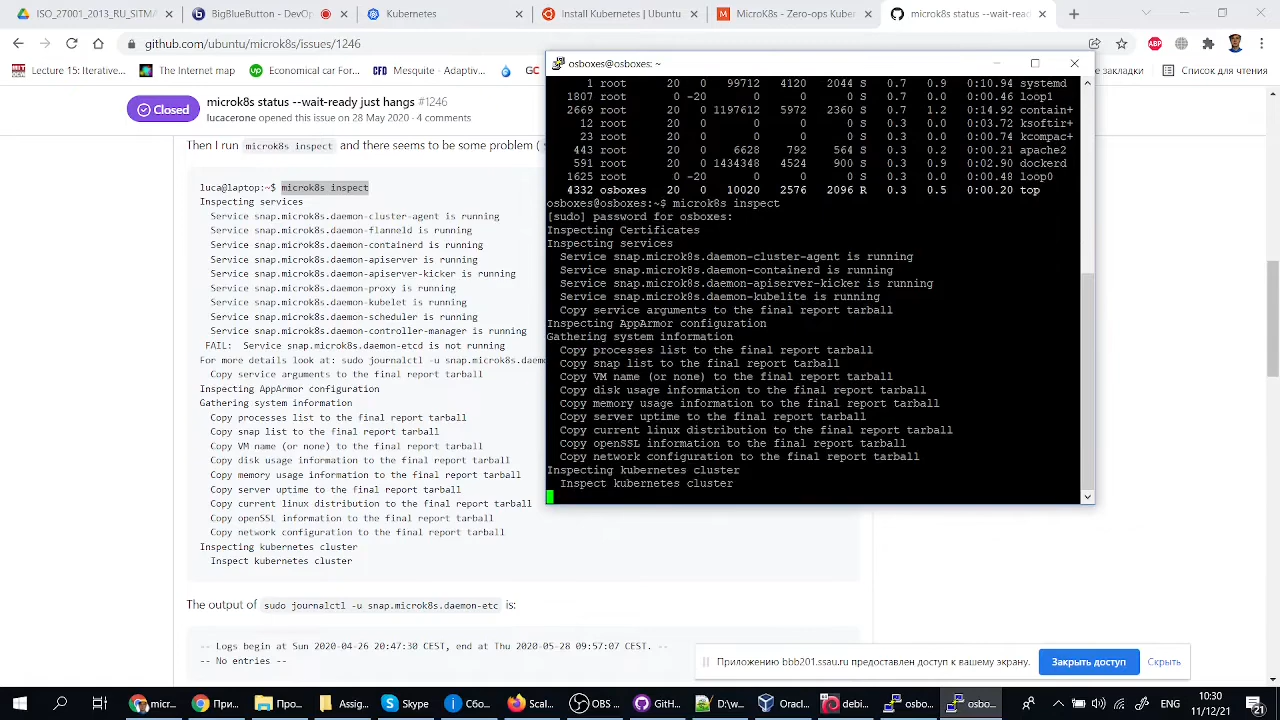 ISO_27001_2013_RU_SITM/
BigBlueButton - DevO
Kubernetes
Install Kubernetes | Ubuntu
MicroK8s - Zero-ops Kube
microk8s status --wait-rea
github.com/ubuntu/microk8s/issues/1246
Lecture 15: Iterative...
The Internet map
Economical Car for...
GC
е закладки
Список для чтения
Closed
microk8s status --wait-ready just hangs #1246
lucacerone opened this issue on 28 May 2020 · 4 comments
Then I run microk8s inspect and there seems to be some problem (
luca@laptop:~$ microk8s inspect
Inspecting services
Service snap.microk8s.daemon-cluster-agent is running
Service snap.microk8s.daemon-flanneld is running
Service snap.microk8s.daemon-containerd is running
Service snap.microk8s.daemon-apiserver is running
Service snap.microk8s.daemon-apiserver-kicker is running
Service snap.microk8s.daemon-proxy is running
Service snap.microk8s.daemon-kubelet is running
Service snap.microk8s.daemon-scheduler is running
Service snap.microk8s.daemon-controller-manager is running
FAIL: Service snap.microk8s.daemon-etcd is not running
For more details look at: sudo journalctl -u snap.microk8s.daemo
Copy service arguments to the final report tarball
Inspecting AppArmor configuration
Gathering system information
Copy processes list to the final report tarball
Copy snap list to the final report tarball
Copy VM name (or none) to the final report tarball
Copy disk usage information to the final report tarball
Copy memory usage information to the final report tarball
Copy server uptime to the final report tarball
Copy current linux distribution to the final report tarball
Copy openSSL information to the final report tarball
Copy network configuration to the final report tarball
Inspecting kubernetes cluster
Inspect kubernetes cluster
The output of sudo journalctl -u snap.microk8s.daemon-etc is:
-- Logs begin at Sun 2020-04-26 20:47:30 CEST, end at Thu 2020-05-28 09:57:07 CEST. --
-- No entries --
osboxes@osboxes: ~
1 root 20 0 99712 4120 2044 S 0.7 0.9 0:10.94 systemd
1807 root 0 -20 0 0 0 S 0.7 0.0 0:00.46 loop1
2669 root 20 0 1197612 5972 2360 S 0.7 1.2 0:14.92 contain+
12 root 20 0 0 0 0 S 0.3 0.0 0:03.72 ksoftir+
23 root 20 0 0 0 0 S 0.3 0.0 0:00.74 kcompac+
443 root 20 0 6628 792 564 S 0.3 0.2 0:00.21 apache2
591 root 20 0 1434348 4524 900 S 0.3 0.9 0:02.90 dockerd
1625 root 0 -20 0 0 0 S 0.3 0.0 0:00.48 loop0
4332 osboxes 20 0 10020 2576 2096 R 0.3 0.5 0:00.20 top
osboxes@osboxes:~$ microk8s inspect
[sudo] password for osboxes:
Inspecting Certificates
Inspecting services
Service snap.microk8s.daemon-cluster-agent is running
Service snap.microk8s.daemon-containerd is running
Service snap.microk8s.daemon-apiserver-kicker is running
Service snap.microk8s.daemon-kubelite is running
Copy service arguments to the final report tarball
Inspecting AppArmor configuration
Gathering system information
Copy processes list to the final report tarball
Copy snap list to the final report tarball
Copy VM name (or none) to the final report tarball
Copy disk usage information to the final report tarball
Copy memory usage information to the final report tarball
Copy server uptime to the final report tarball
Copy current linux distribution to the final report tarball
Copy openSSL information to the final report tarball
Copy network configuration to the final report tarball
Inspecting kubernetes cluster
Inspect kubernetes cluster
Приложению bbb201.ssau.ru предоставлен доступ к вашему экрану.
Закрыть доступ
Скрыть
micr...
При...
Про...
Assig...
Skype
Сбо...
Scal...
OBS ...
GitH...
D:\w...
Oracl...
debi...
osbo...
osbo...
ENG
10:30
11/12/21
21